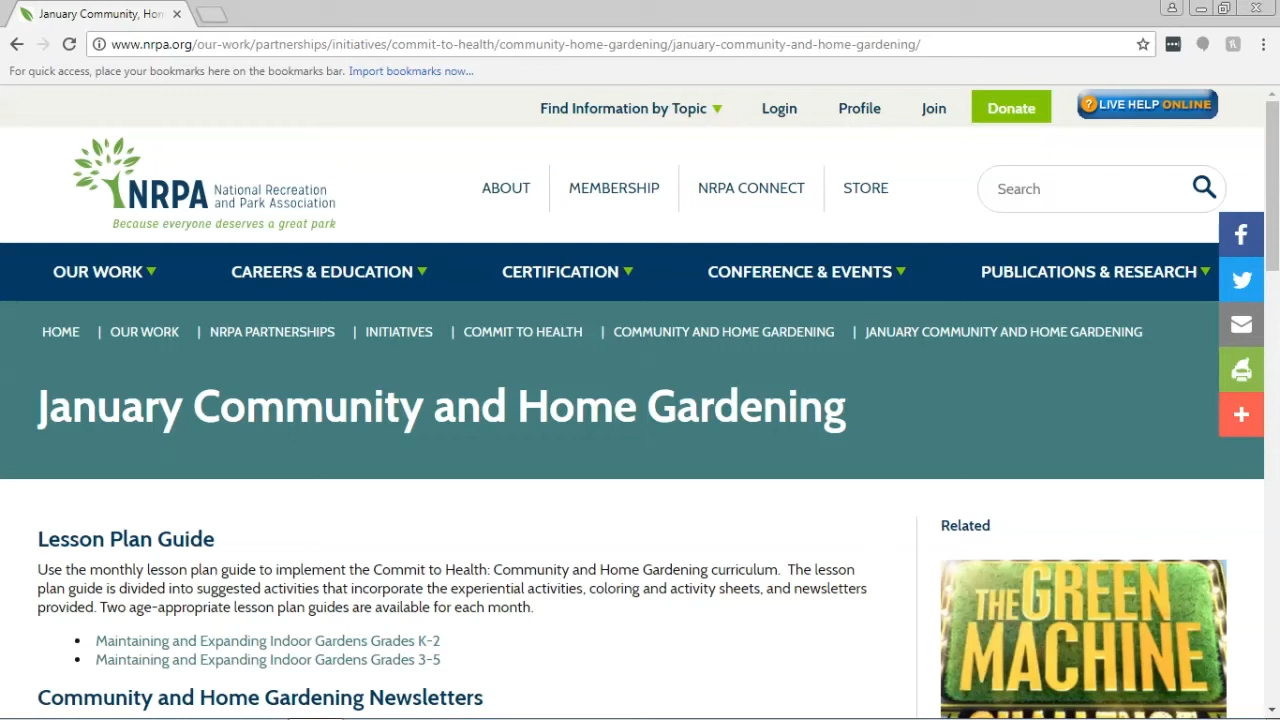 January Community, Hom
www.nrpa.org/our-work/partnerships/initiatives/commit-to-health/community-home-gardening/january-community-and-home-gardening/
For quick access, place your bookmarks here on the bookmarks bar. Import bookmarks now...
Find Information by Topic Login Profile Join Donate ? LIVE HELP ONLINE
NRPA National Recreation
and Park Association
Because everyone deserves a great park
ABOUT MEMBERSHIP NRPA CONNECT STORE
Search
OUR WORK CAREERS & EDUCATION CERTIFICATION CONFERENCE & EVENTS PUBLICATIONS & RESEARCH
HOME | OUR WORK | NRPA PARTNERSHIPS | INITIATIVES | COMMIT TO HEALTH | COMMUNITY AND HOME GARDENING | JANUARY COMMUNITY AND HOME GARDENING
January Community and Home Gardening
Lesson Plan Guide
Use the monthly lesson plan guide to implement the Commit to Health: Community and Home Gardening curriculum. The lesson
plan guide is divided into suggested activities that incorporate the experiential activities, coloring and activity sheets, and newsletters
provided. Two age-appropriate lesson plan guides are available for each month.
• Maintaining and Expanding Indoor Gardens Grades K-2
• Maintaining and Expanding Indoor Gardens Grades 3-5
Community and Home Gardening Newsletters
Related
THE GREEN
MACHINE
CHALLENGE